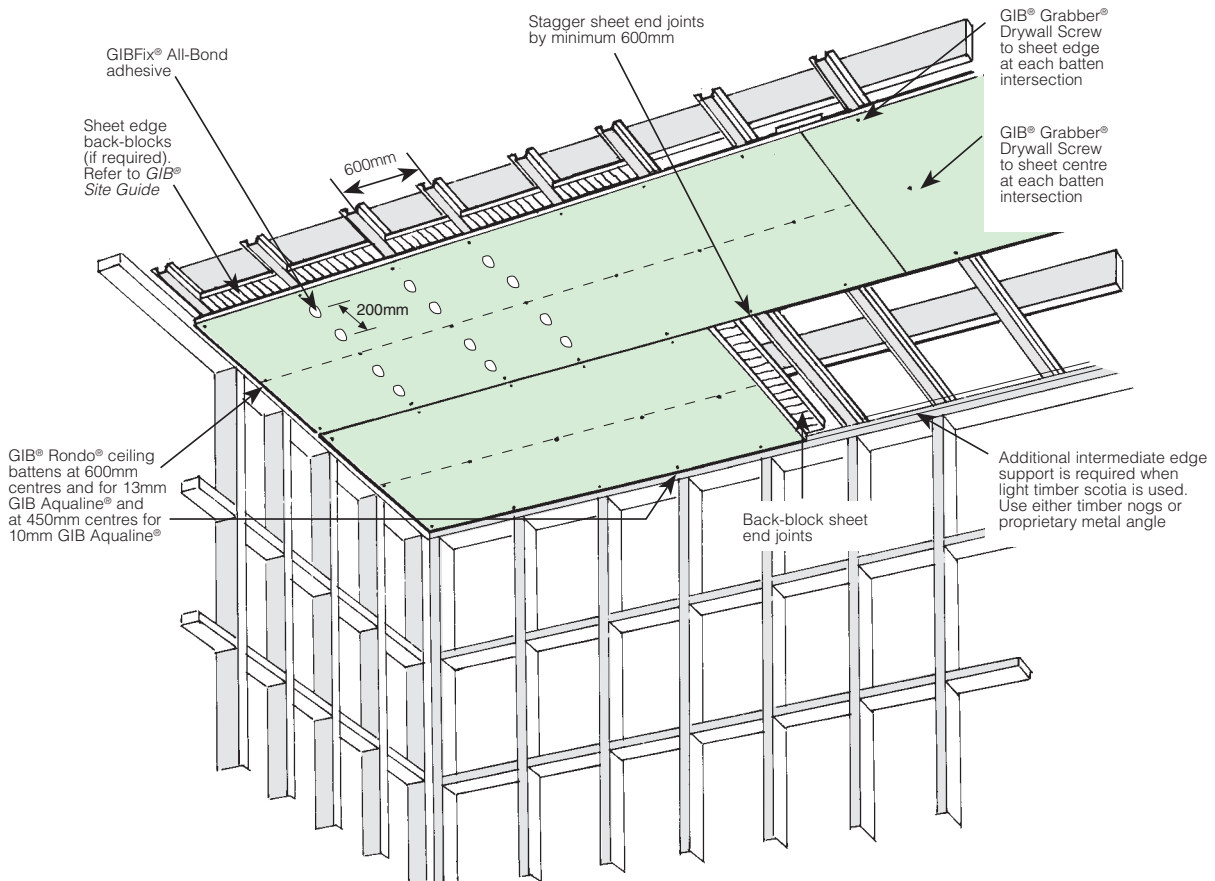 Stagger sheet end joints
by minimum 600mm
GIB® Grabber®
Drywall Screw
to sheet edge
at each batten
intersection
GIBFix® All-Bond
adhesive
Sheet edge
back-blocks
(if required).
Refer to GIB®
Site Guide
600mm
GIB® Grabber®
Drywall Screw
to sheet centre
at each batten
intersection
200mm
GIB® Rondo® ceiling
battens at 600mm
centres and for 13mm
GIB Aqualine® and
at 450mm centres for
10mm GIB Aqualine®
Back-block sheet
end joints
Additional intermediate edge
support is required when
light timber scotia is used.
Use either timber nogs or
proprietary metal angle